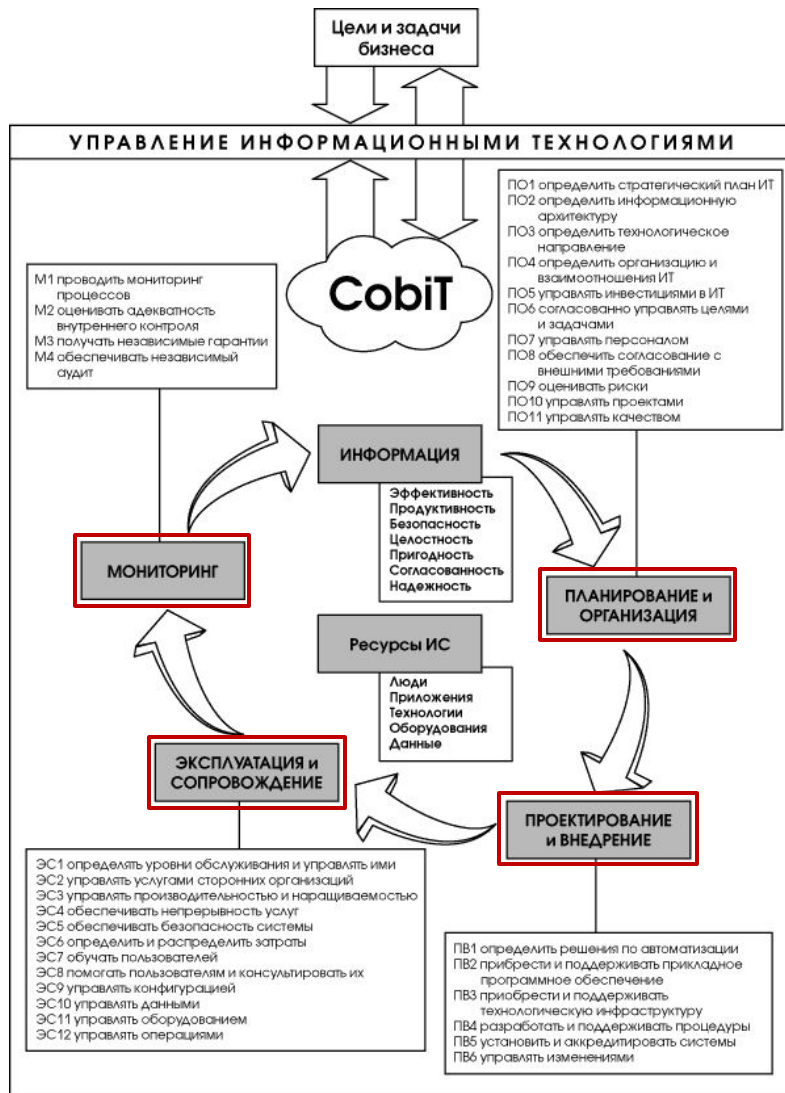 Цели и задачи
бизнеса
УПРАВЛЕНИЕ ИНФОРМАЦИОННЫМИ ТЕХНОЛОГИЯМИ
CobiT
ПО1 определить стратегический план ИТ
ПО2 определить информационную
архитектуру
ПО3 определить технологическое
направление
ПО4 определить организацию и
взаимоотношения ИТ
ПО5 управлять инвестициями в ИТ
ПО6 согласованно управлять целями
и задачами
ПО7 управлять персоналом
ПО8 обеспечить согласование с
внешними требованиями
ПО9 оценивать риски
ПО10 управлять проектами
ПО11 управлять качеством
М1 проводить мониторинг
процессов
М2 оценивать адекватность
внутреннего контроля
М3 получать независимые гарантии
М4 обеспечивать независимый
аудит
ИНФОРМАЦИЯ
Эффективность
Продуктивность
Безопасность
Целостность
Пригодность
Согласованность
Надежность
МОНИТОРИНГ
ПЛАНИРОВАНИЕ и
ОРГАНИЗАЦИЯ
Ресурсы ИС
Люди
Приложения
Технологии
Оборудования
Данные
ЭКСПЛУАТАЦИЯ и
СОПРОВОЖДЕНИЕ
ПРОЕКТИРОВАНИЕ
и ВНЕДРЕНИЕ
ЭС1 определять уровни обслуживания и управлять ими
ЭС2 управлять услугами сторонних организаций
ЭС3 управлять производительностью и наращиваемостью
ЭС4 обеспечивать непрерывность услуг
ЭС5 обеспечивать безопасность системы
ЭС6 определить и распределить затраты
ЭС7 обучать пользователей
ЭС8 помогать пользователям и консультировать их
ЭС9 управлять конфигурацией
ЭС10 управлять данными
ЭС11 управлять оборудованием
ЭС12 управлять операциями
ПВ1 определить решения по автоматизации
ПВ2 прибрести и поддерживать прикладное
программное обеспечение
ПВ3 приобрести и поддерживать
технологическую инфраструктуру
ПВ4 разработать и поддерживать процедуры
ПВ5 установить и аккредитировать системы
ПВ6 управлять изменениями